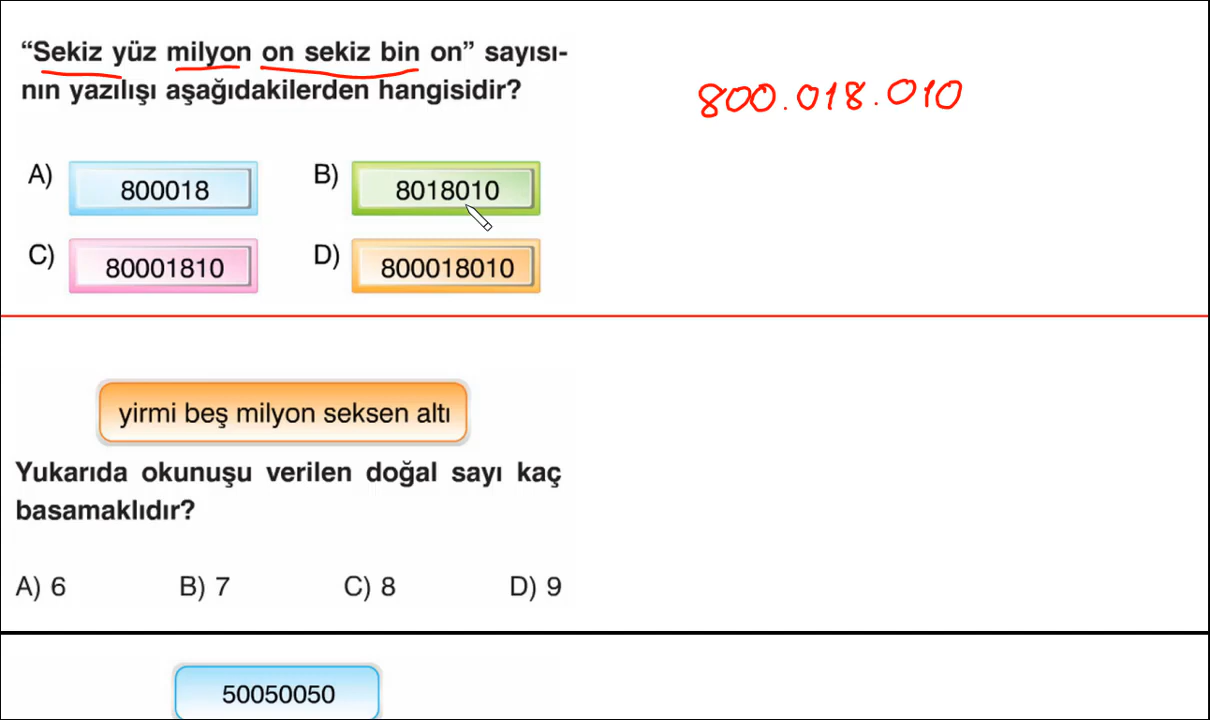 “Sekiz yüz milyon on sekiz bin on” sayısı-
nın yazılışı aşağıdakilerden hangisidir?
800.018.010
A) 800018 B) 8018010
C) 80001810 D) 800018010
yirmi beş milyon seksen altı
Yukarıda okunuşu verilen doğal sayı kaç
basamaklıdır?
A) 6 B) 7 C) 8 D) 9
50050050